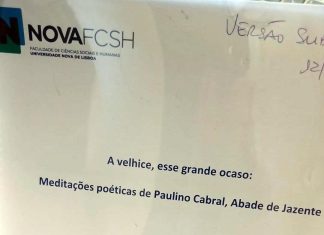 NOVAFCSH
FACULDADE DE CIÊNCIAS SOCIAIS E HUMANAS
UNIVERSIDADE NOVA DE LISBOA
VERSÃO
12/
A velhice, esse grande ocaso:
Meditações poéticas de Paulino Cabral, Abade de Jazente